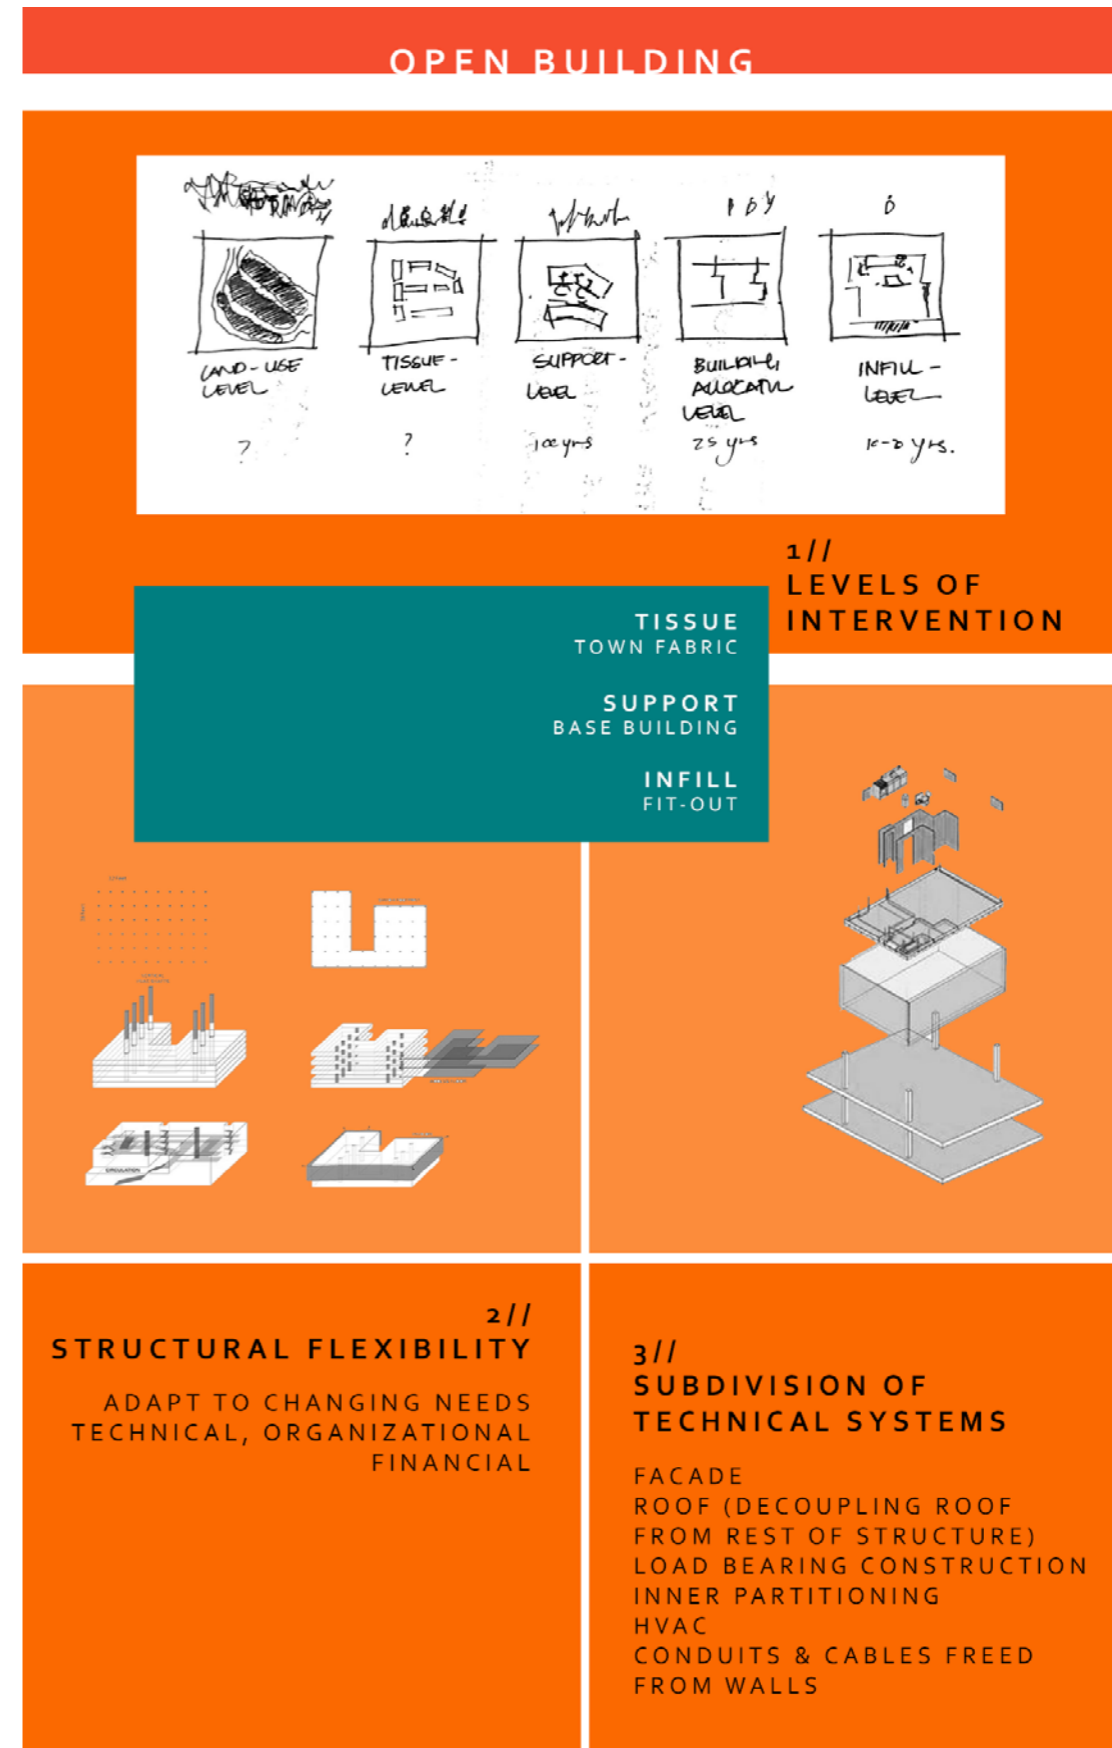 OPEN BUILDING
LAND-USE
LEVEL
?
TISSUE-
LEVEL
?
SUPPORT-
LEVEL
100 yrs
BUILDING
LEVEL
25 yrs
INFILL-
LEVEL
yrs.
1//
LEVELS OF
INTERVENTION
TISSUE
TOWN FABRIC
SUPPORT
BASE BUILDING
INFILL
FIT-OUT
CIRCULATION
2//
STRUCTURAL FLEXIBILITY
ADAPT TO CHANGING NEEDS
TECHNICAL, ORGANIZATIONAL
FINANCIAL
3//
SUBDIVISION OF
TECHNICAL SYSTEMS
FACADE
ROOF (DECOUPLING ROOF
FROM REST OF STRUCTURE)
LOAD BEARING CONSTRUCTION
INNER PARTITIONING
HVAC
CONDUITS & CABLES FREED
FROM WALLS